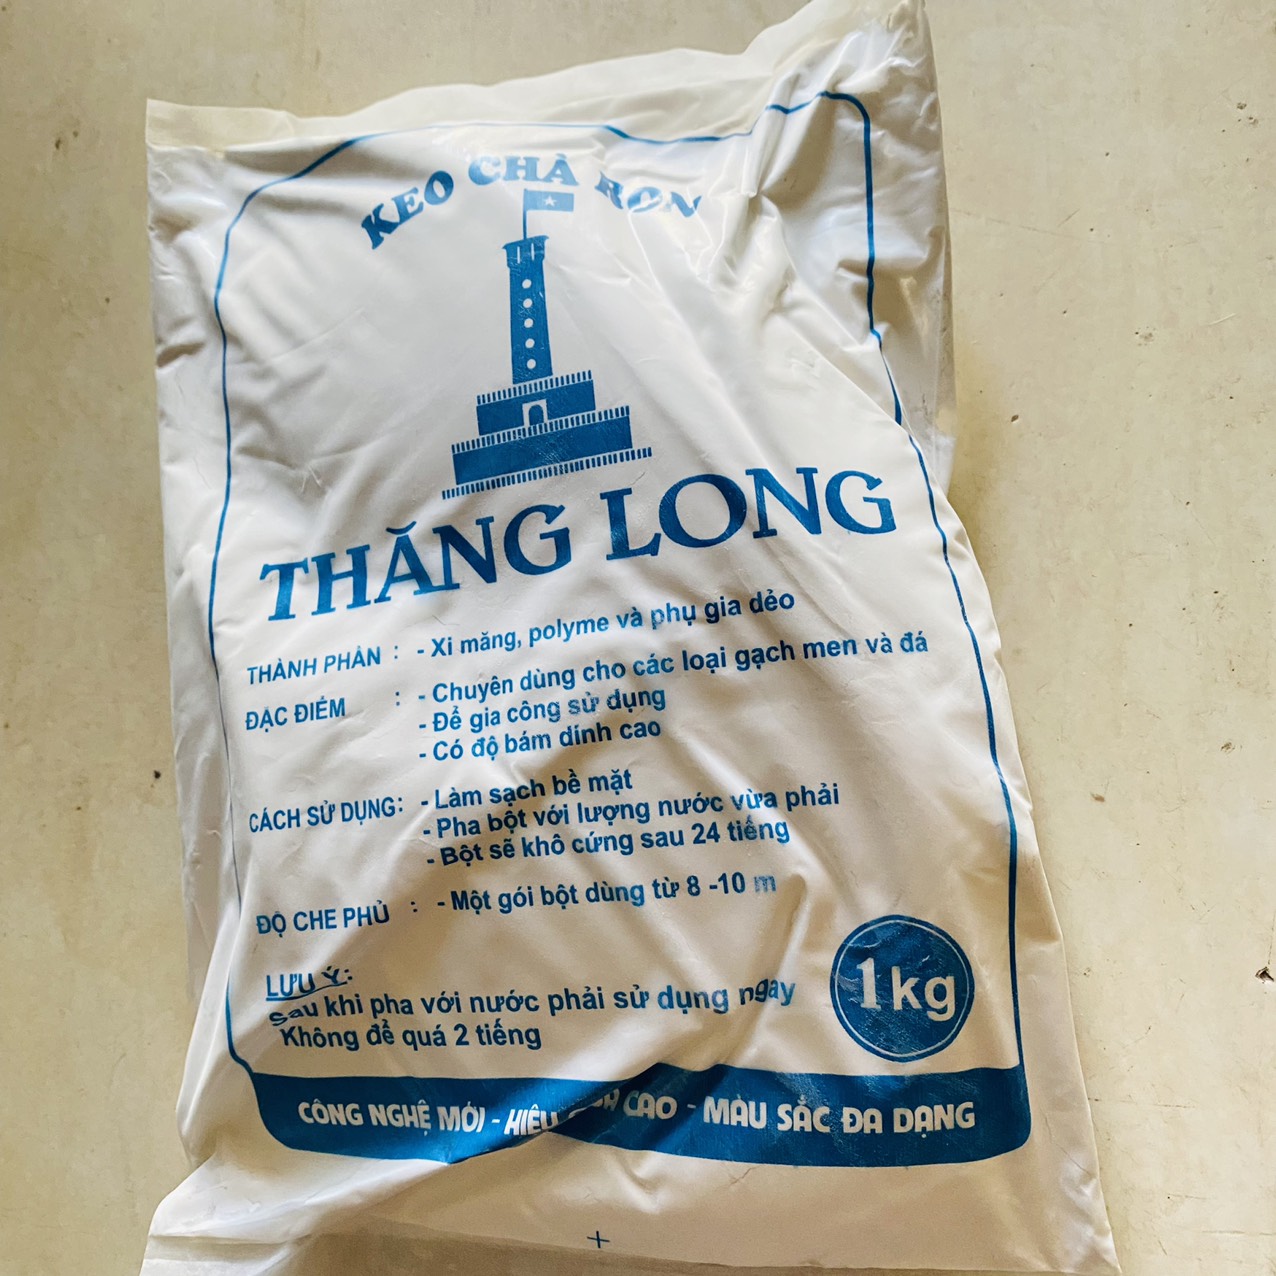 KEO CHÀ RON
THĂNG LONG
THÀNH PHẦN : - Xi măng, polyme và phụ gia dẻo
ĐẶC ĐIỂM : - Chuyên dùng cho các loại gạch men và đá
- Để gia công sử dụng
- Có độ bám dính cao
CÁCH SỬ DỤNG: - Làm sạch bề mặt
- Pha bột với lượng nước vừa phải
- Bột sẽ khô cứng sau 24 tiếng
ĐỘ CHE PHỦ : - Một gói bột dùng từ 8 -10 m
LƯU Ý:
Sau khi pha với nước phải sử dụng ngay
Không để quá 2 tiếng
1kg
CÔNG NGHỆ MỚI - CAO - MÀU SẮC ĐA DẠNG